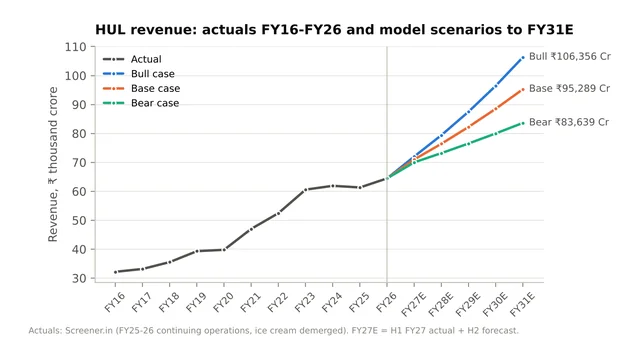 HUL revenue: actuals FY16-FY26 and model scenarios to FY31E
Revenue, ₹ thousand crore
110
100
90
80
70
60
50
40
30
Actual
Bull case
Base case
Bear case
Bull ₹106,356 Cr
Base ₹95,289 Cr
Bear ₹83,639 Cr
FY16 FY17 FY18 FY19 FY20 FY21 FY22 FY23 FY24 FY25 FY26 FY27E FY28E FY29E FY30E FY31E
Actuals: Screener.in (FY25-26 continuing operations, ice cream demerged). FY27E = H1 FY27 actual + H2 forecast.